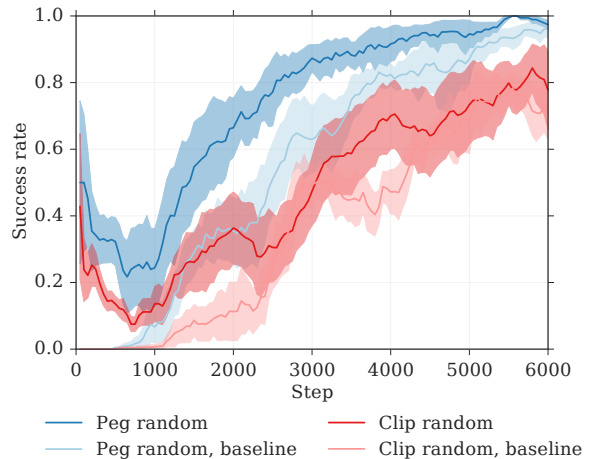 1.0
0.8
0.6
0.4
0.2
0.0
Success rate
0 1000 2000 3000 4000 5000 6000
Step
Peg random Clip random
Peg random, baseline Clip random, baseline